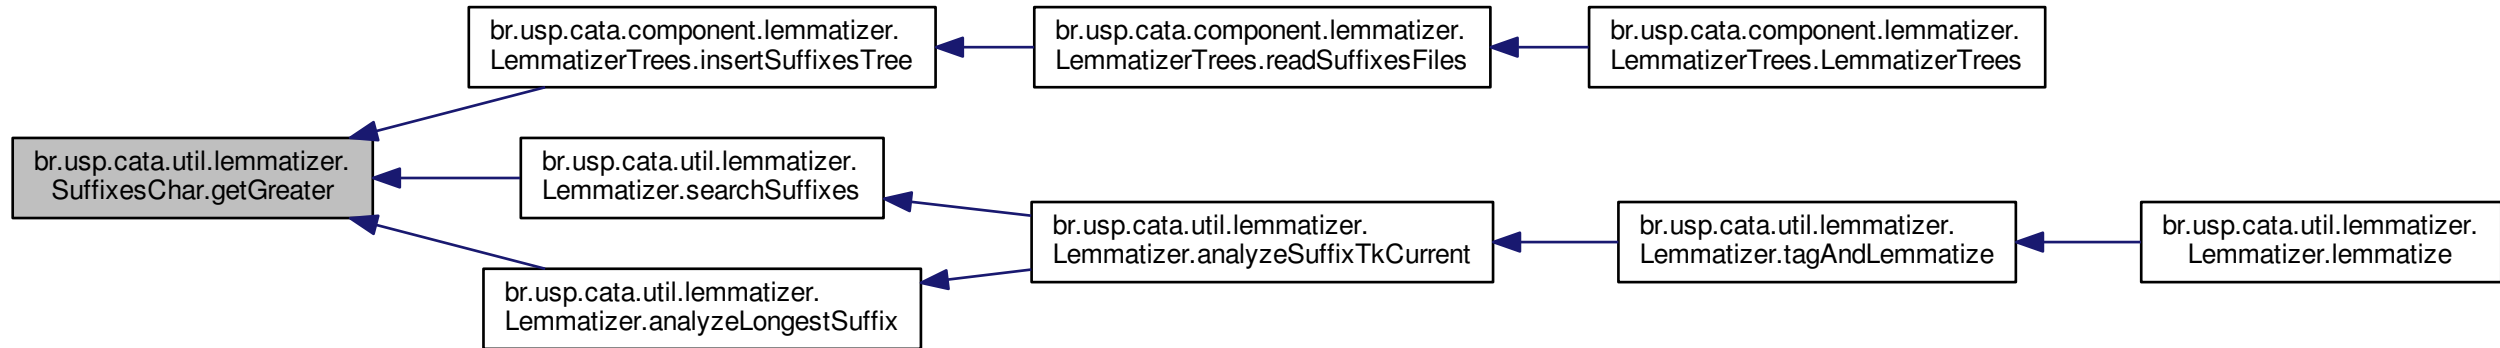 br.usp.cata.component.lemmatizer.
LemmatizerTrees.insertSuffixesTree
br.usp.cata.component.lemmatizer.
LemmatizerTrees.readSuffixesFiles
br.usp.cata.component.lemmatizer.
LemmatizerTrees.LemmatizerTrees
br.usp.cata.util.lemmatizer.
SuffixesChar.getGreater
br.usp.cata.util.lemmatizer.
Lemmatizer.searchSuffixes
br.usp.cata.util.lemmatizer.
Lemmatizer.analyzeSuffixTkCurrent
br.usp.cata.util.lemmatizer.
Lemmatizer.tagAndLemmatize
br.usp.cata.util.lemmatizer.
Lemmatizer.lemmatize
br.usp.cata.util.lemmatizer.
Lemmatizer.analyzeLongestSuffix